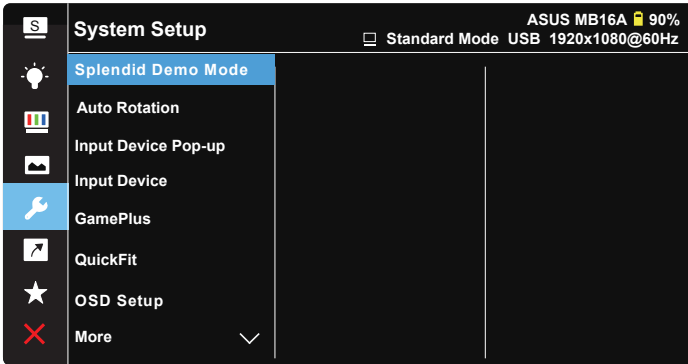 S
System Setup
ASUS MB16A 90%
Standard Mode USB 1920x1080@60Hz
Splendid Demo Mode
Auto Rotation
Input Device Pop-up
Input Device
GamePlus
QuickFit
OSD Setup
More